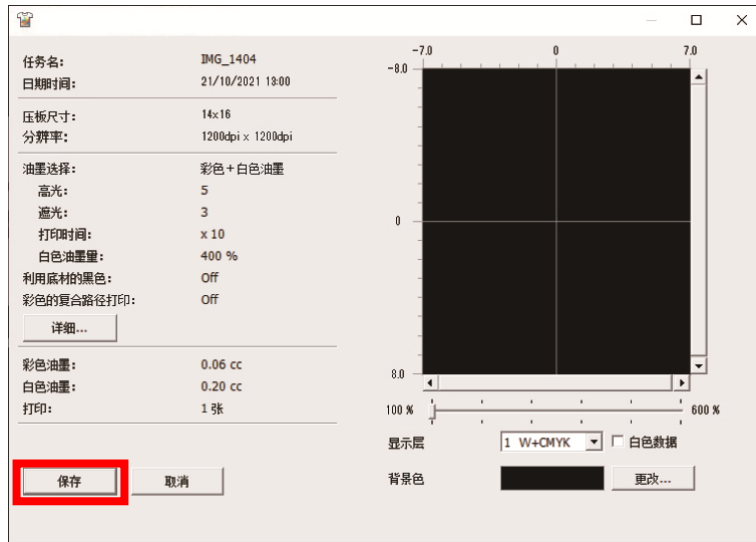 任务名: IMG_1404
日期时间: 21/10/2021 13:00
压板尺寸: 14x16
分辨率: 1200dpi x 1200dpi
油墨选择: 彩色+白色油墨
高光: 5
遮光: 3
打印时间: x 10
白色油墨量: 400 %
利用底材的黑色: Off
彩色的复合路径打印: Off
详细...
彩色油墨: 0.06 cc
白色油墨: 0.20 cc
打印: 1 张
保存 取消
-7.0 0 7.0
-8.0
0
8.0
100 % 600 %
显示层 1 W+CMYK 白色数据
背景色 更改...